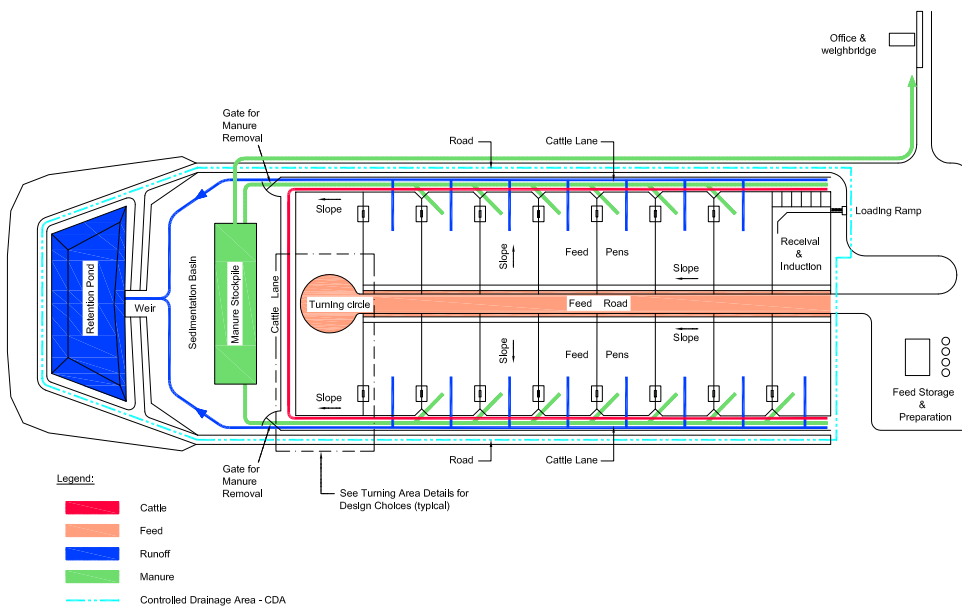 Office &
weighbridge
Gate for
Manure
Removal
Road
Cattle Lane
Slope
Loading Ramp
Receival
&
Induction
Slope
Feed Pens
Slope
Retention Pond
Weir
Sedimentation Basin
Manure Stockpile
Cattle Lane
Turning circle
Feed Road
Slope
Slope
Feed Pens
Slope
Feed Storage
&
Preparation
Gate for
Manure
Removal
Road
Cattle Lane
See Turning Area Details for
Design Choices (typical)
Legend:
Cattle
Feed
Runoff
Manure
Controlled Drainage Area - CDA